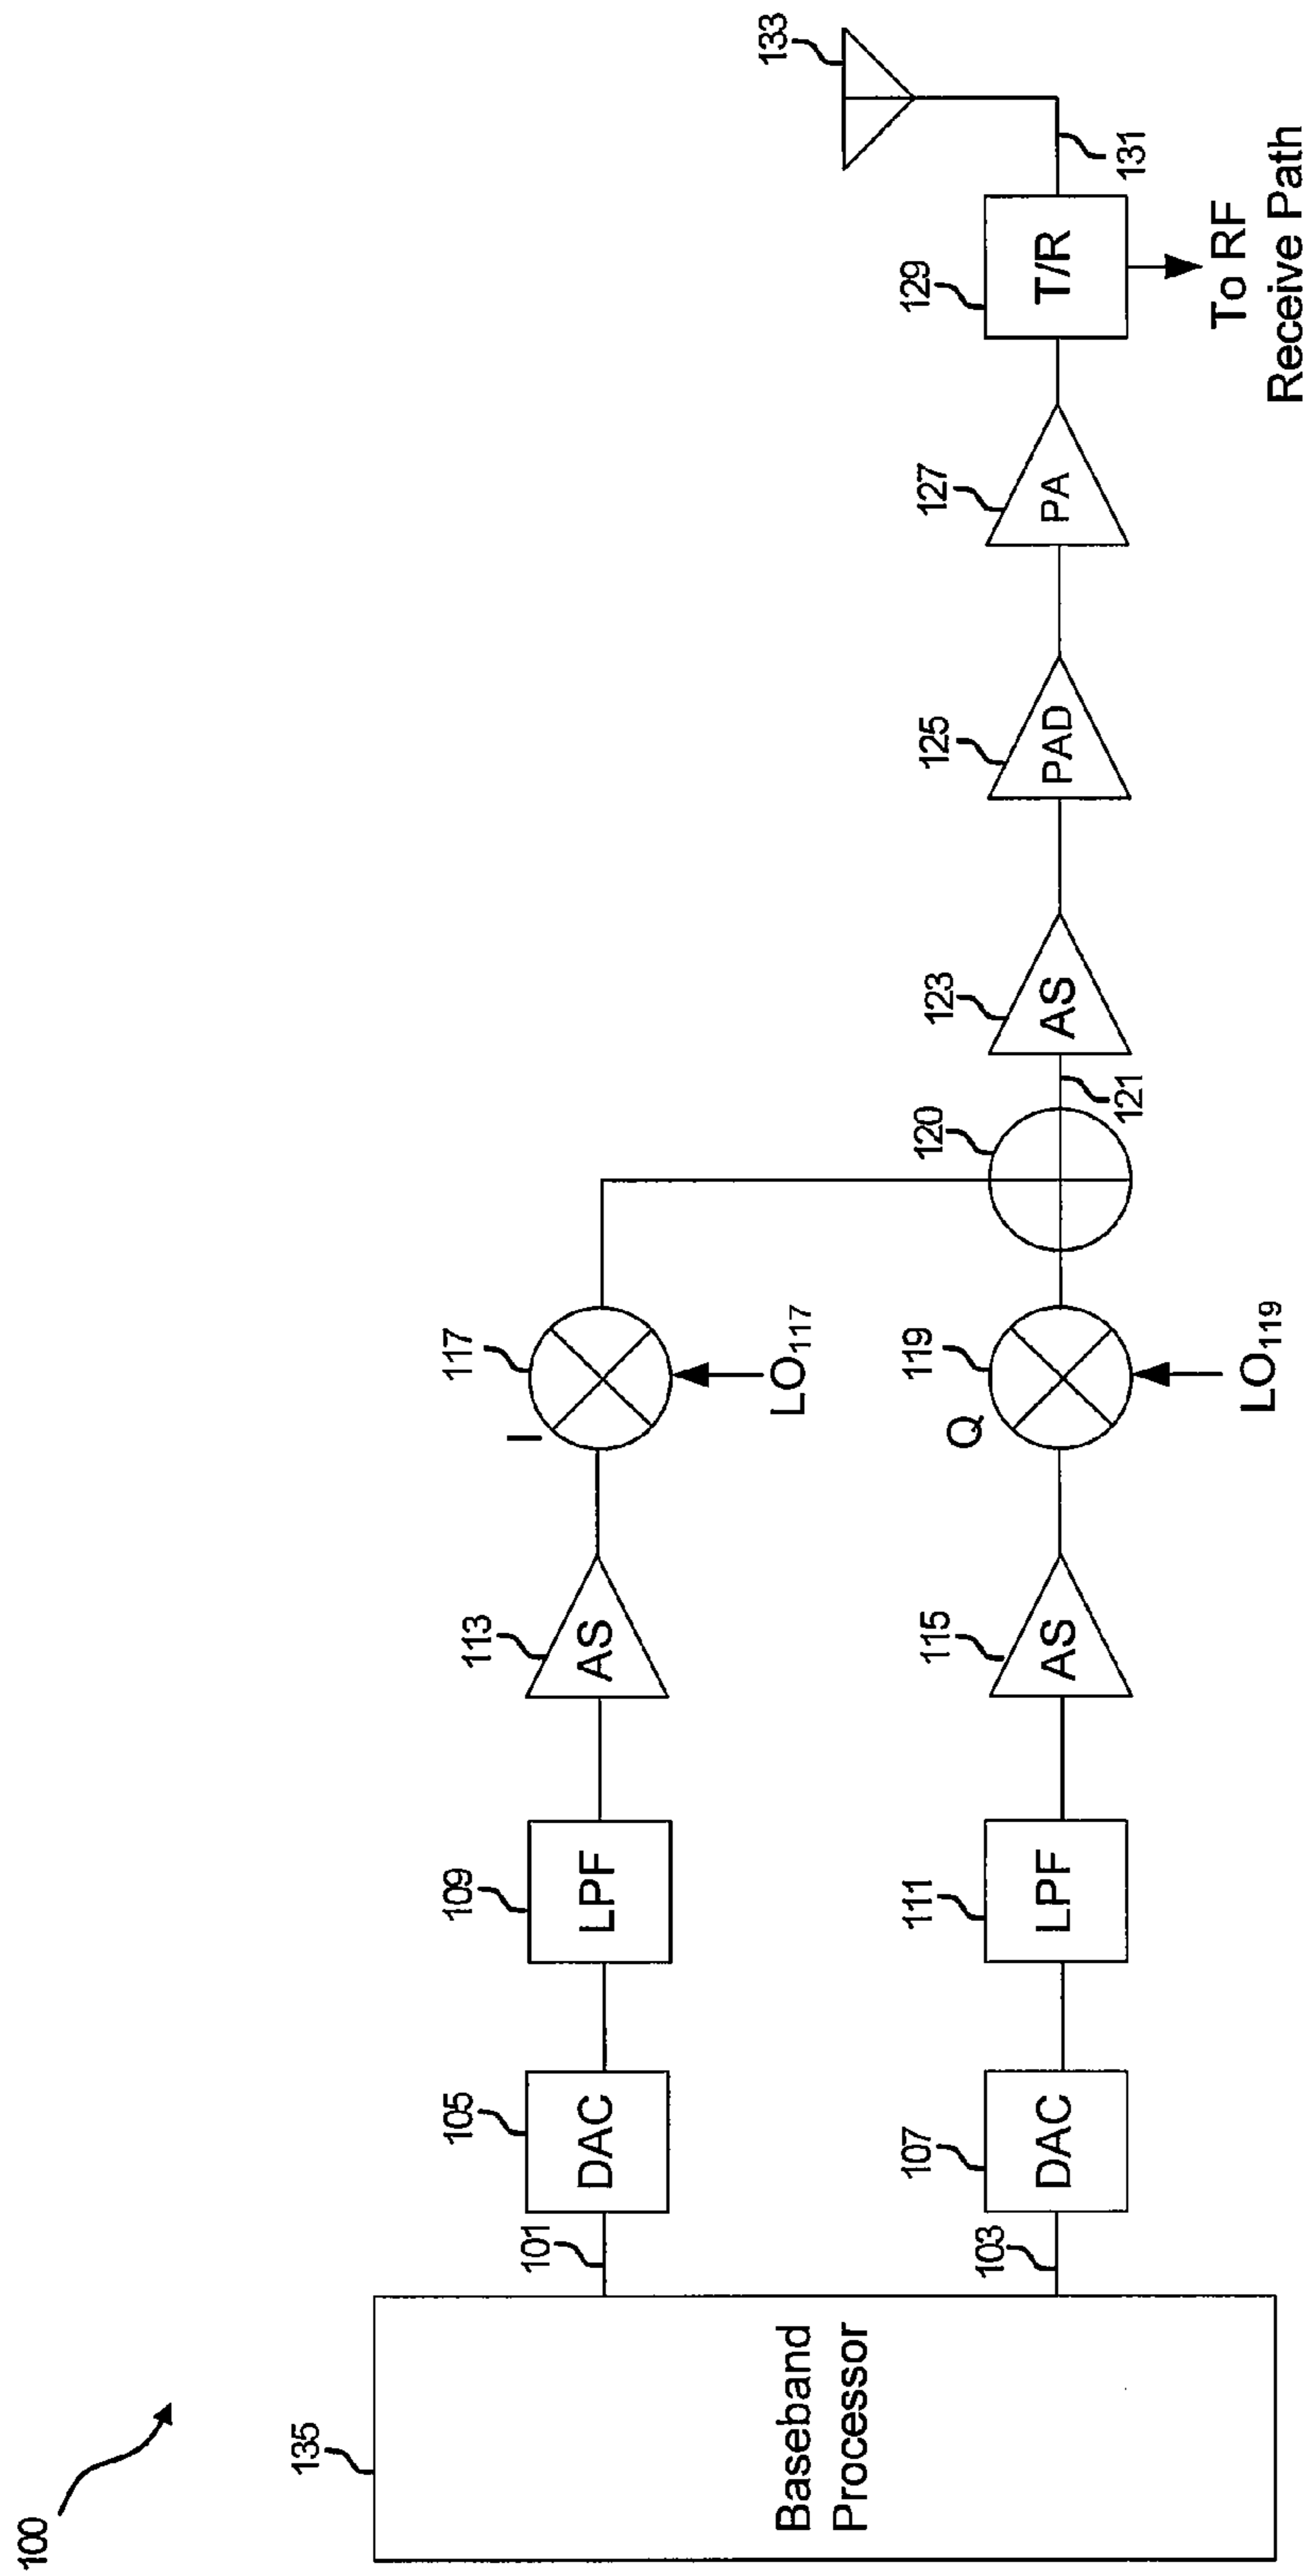 100
135
Baseband
Processor
101
105
DAC
109
LPF
113
AS
I
117
LO117
103
107
DAC
111
LPF
115
AS
Q
119
LO119
120
121
123
AS
125
PAD
127
PA
129
T/R
131
133
To RF
Receive Path